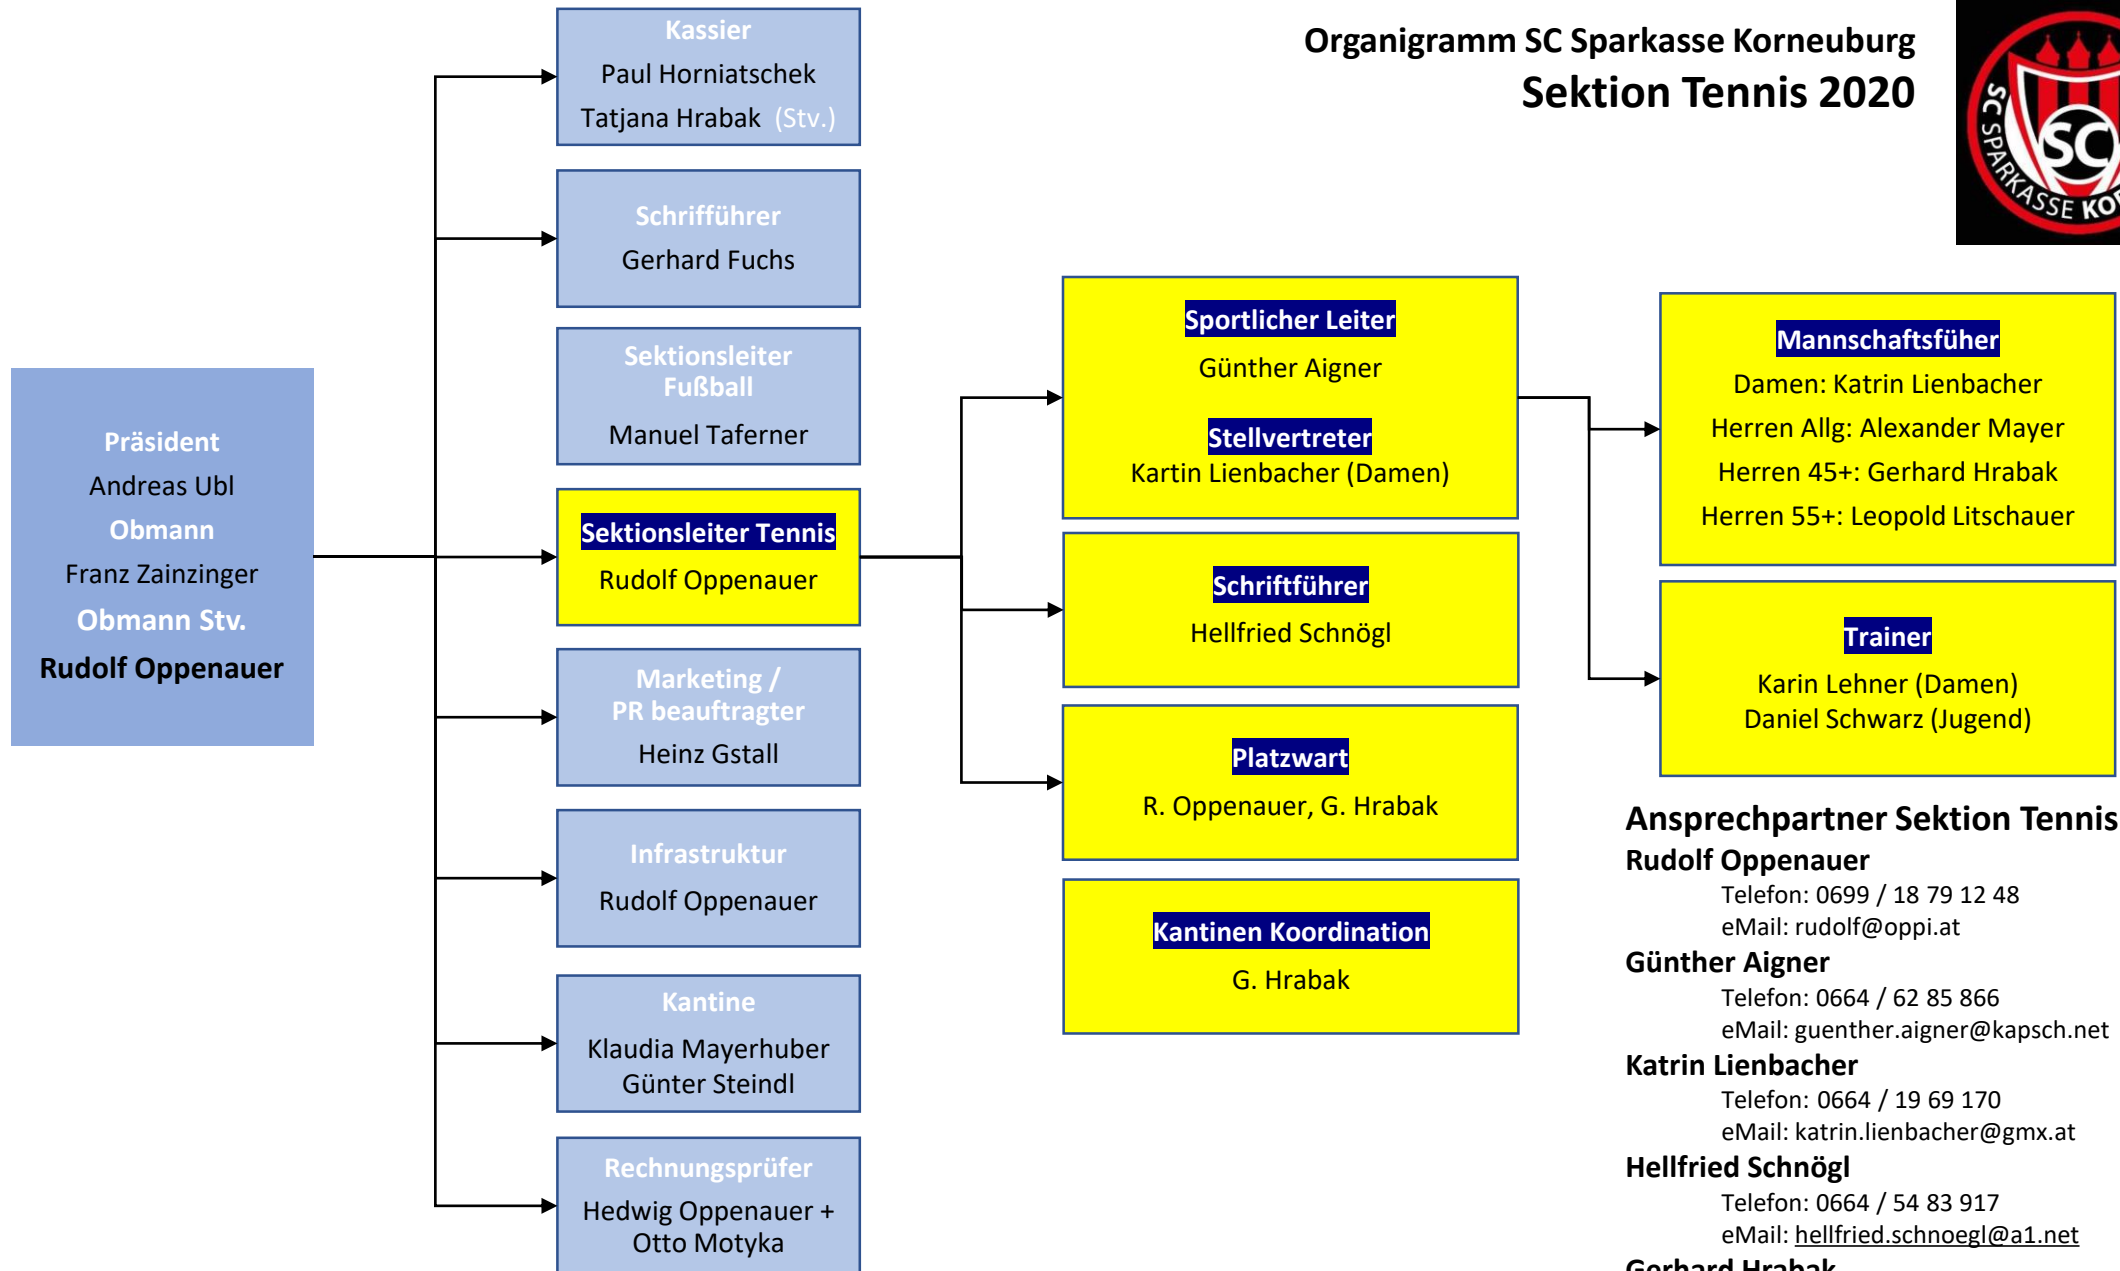 Organigramm SC Sparkasse Korneuburg
Sektion Tennis 2020
SC SPARKASSE
SC
Präsident
Andreas Ubl
Obmann
Franz Zainzinger
Obmann Stv.
Rudolf Oppenauer
Kassier
Paul Horniatschek
Tatjana Hrabak (Stv.)
Schrifführer
Gerhard Fuchs
Sektionsleiter
Fußball
Manuel Taferner
Sektionsleiter Tennis
Rudolf Oppenauer
Marketing /
PR beauftragter
Heinz Gstall
Infrastruktur
Rudolf Oppenauer
Kantine
Klaudia Mayerhuber
Günter Steindl
Rechnungsprüfer
Hedwig Oppenauer +
Otto Motyka
Sportlicher Leiter
Günther Aigner
Stellvertreter
Kartin Lienbacher (Damen)
Schriftführer
Hellfried Schnögl
Platzwart
R. Oppenauer, G. Hrabak
Kantinen Koordination
G. Hrabak
Mannschaftsfüher
Damen: Katrin Lienbacher
Herren Allg: Alexander Mayer
Herren 45+: Gerhard Hrabak
Herren 55+: Leopold Litschauer
Trainer
Karin Lehner (Damen)
Daniel Schwarz (Jugend)
Ansprechpartner Sektion Tennis
Rudolf Oppenauer
Telefon: 0699 / 18 79 12 48
eMail: rudolf@oppi.at
Günther Aigner
Telefon: 0664 / 62 85 866
eMail: guenther.aigner@kapsch.net
Katrin Lienbacher
Telefon: 0664 / 19 69 170
eMail: katrin.lienbacher@gmx.at
Hellfried Schnögl
Telefon: 0664 / 54 83 917
eMail: hellfried.schnoegl@a1.net
Gerhard Hrabak